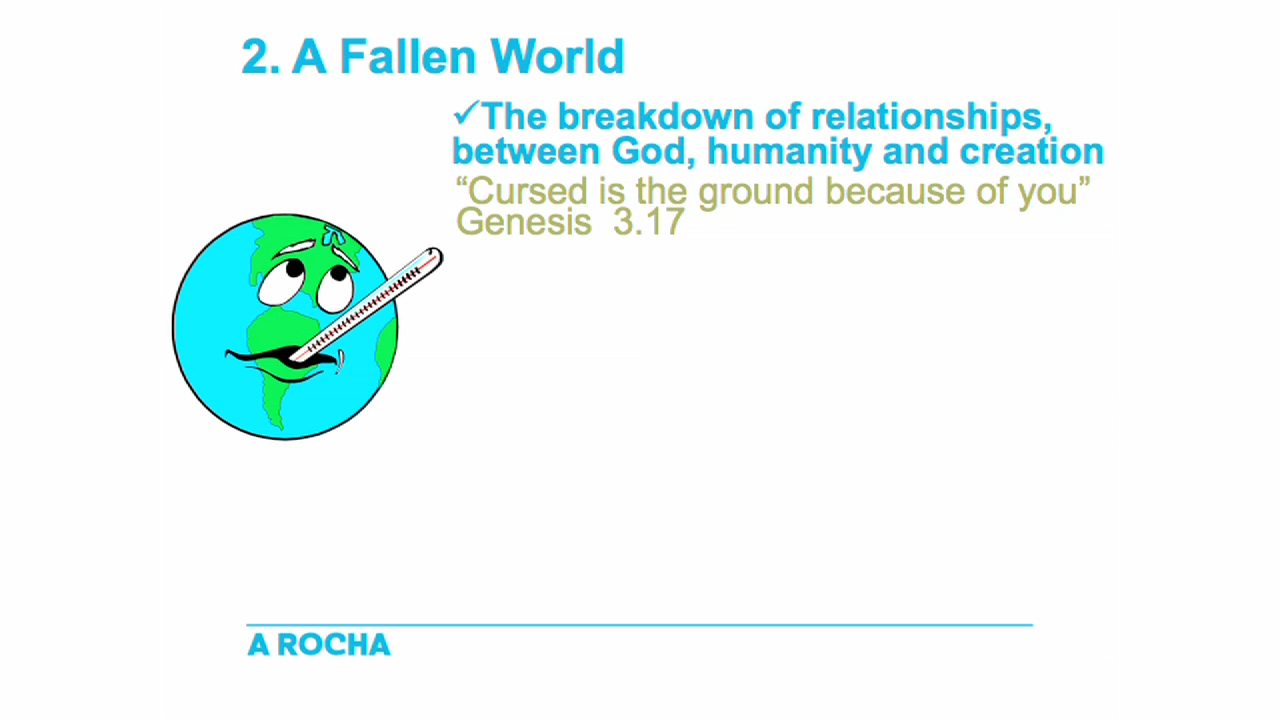 2. A Fallen World
✓The breakdown of relationships,
between God, humanity and creation
“Cursed is the ground because of you”
Genesis 3.17
A ROCHA